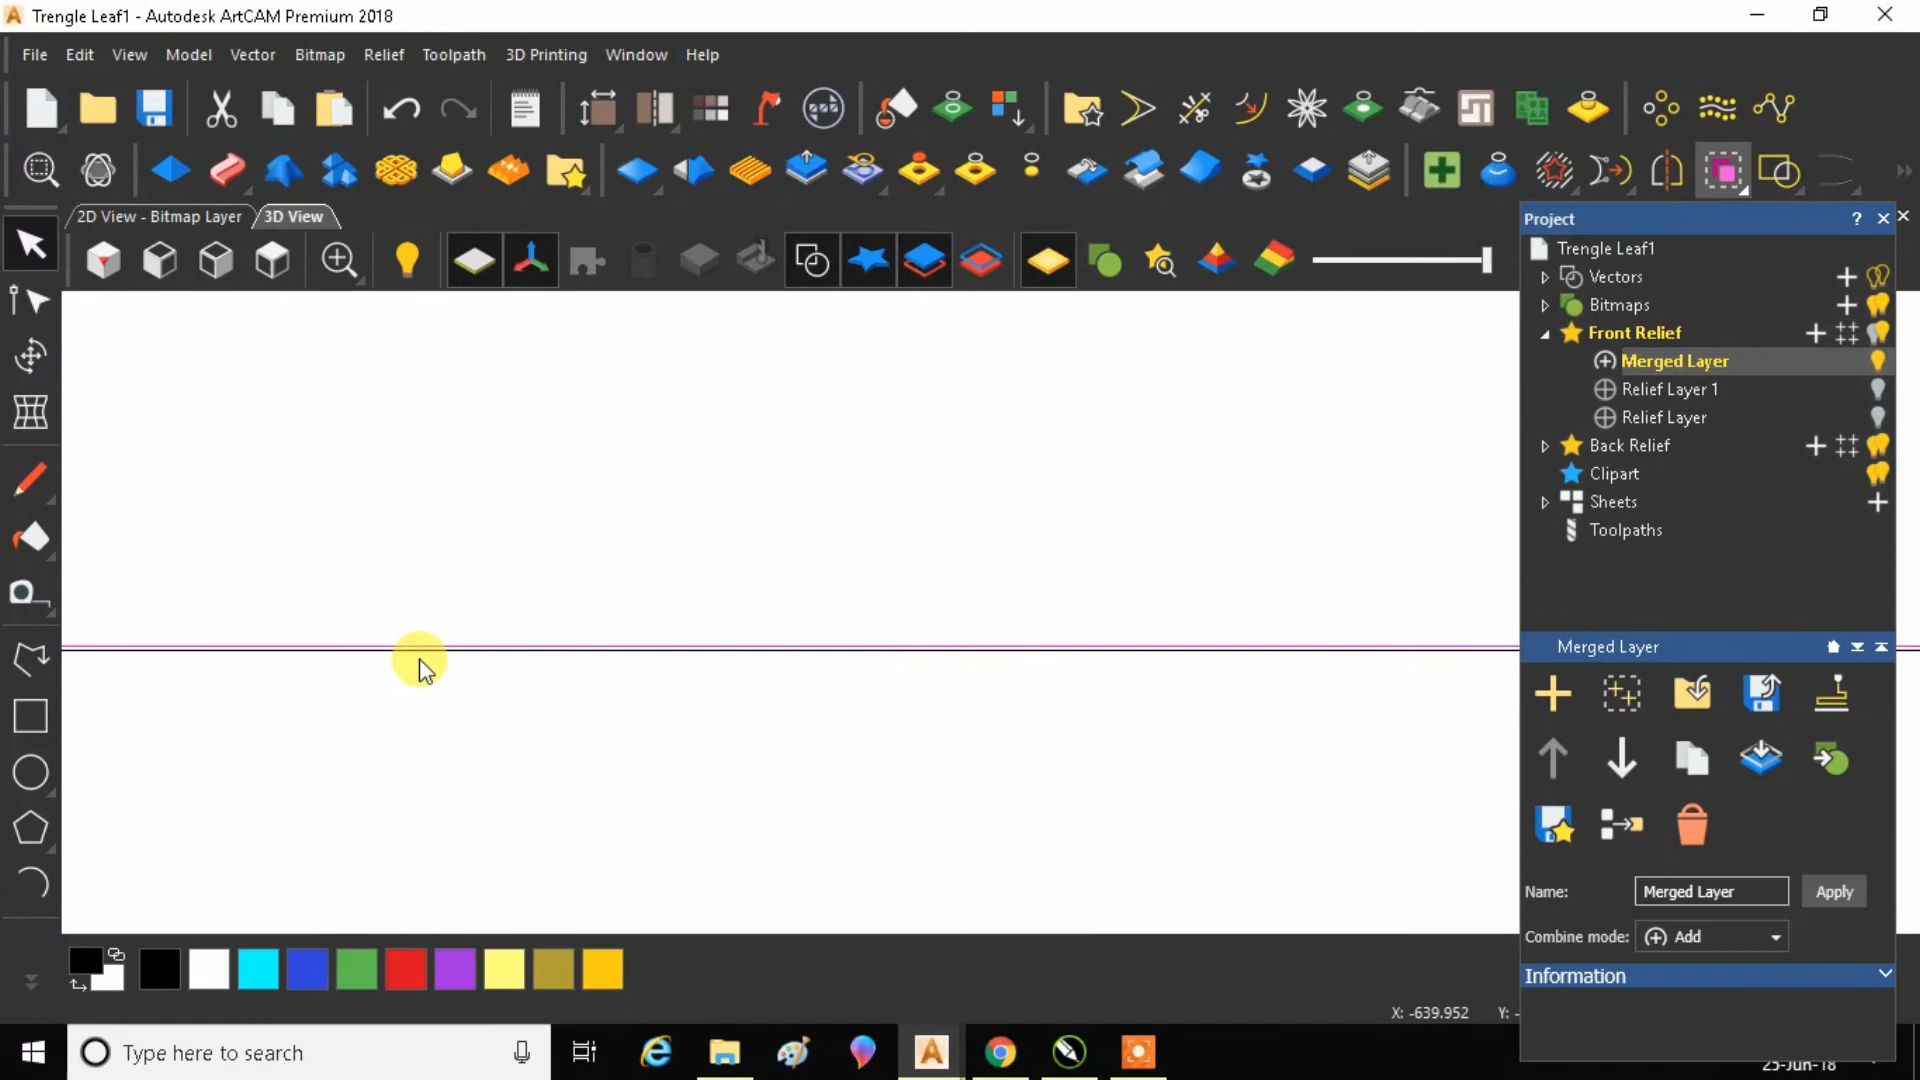 Trengle Leaf1 - Autodesk ArtCAM Premium 2018
File Edit View Model Vector Bitmap Relief Toolpath 3D Printing Window Help
2D View - Bitmap Layer
3D View
Project
Trengle Leaf1
Vectors
Bitmaps
Front Relief
Merged Layer
Relief Layer 1
Relief Layer
Back Relief
Clipart
Sheets
Toolpaths
Merged Layer
Name: Merged Layer Apply
Combine mode: Add
Information
X: -639.952 Y: -
Type here to search
25-Jun-18